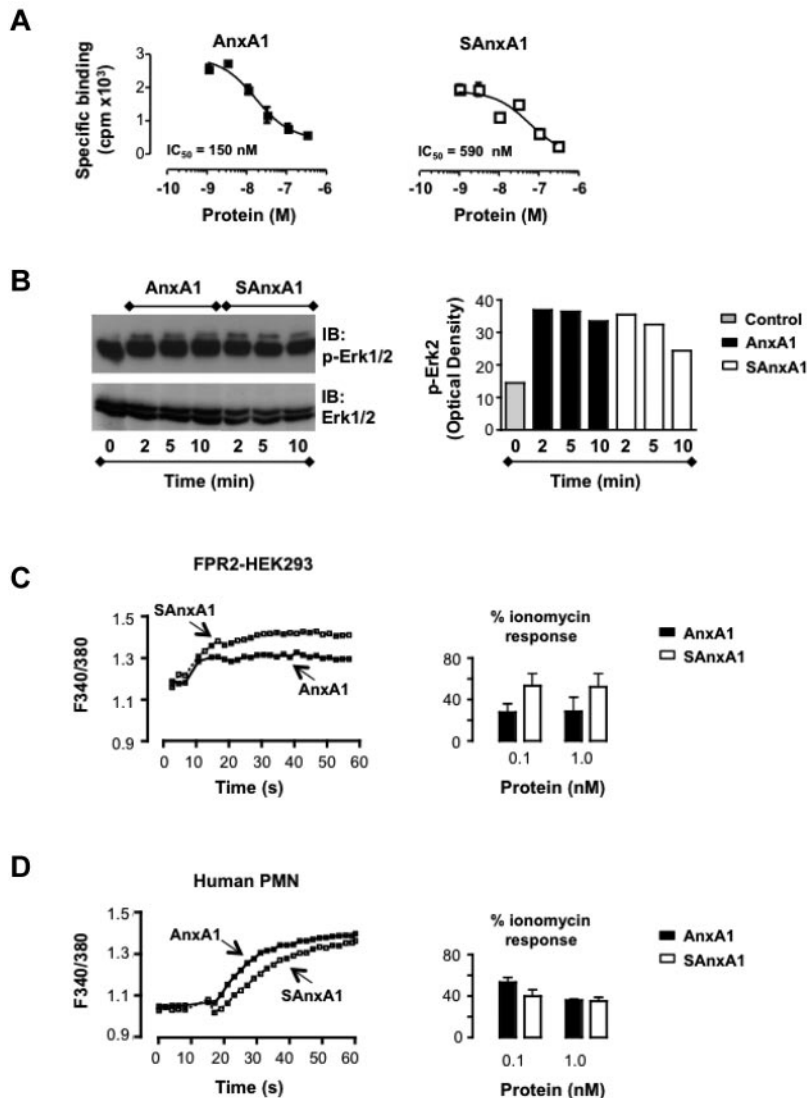 A
AnxA1
SAnxA1
Specific binding
(cpm x10³)
3
2
1
0
IC₅₀ = 150 nM
IC₅₀ = 590 nM
-10 -9 -8 -7 -6
-10 -9 -8 -7 -6
Protein (M)
Protein (M)
B
AnxA1 SAnxA1
IB:
p-Erk1/2
IB:
Erk1/2
0 2 5 10 2 5 10
Time (min)
p-Erk2
(Optical Density)
40
30
20
10
0
0 2 5 10 2 5 10
Time (min)
Control
AnxA1
SAnxA1
C
FPR2-HEK293
F340/380
1.5
1.3
1.1
0.9
SAnxA1
AnxA1
0 10 20 30 40 50 60
Time (s)
% ionomycin
response
80
40
0
0.1 1.0
Protein (nM)
AnxA1
SAnxA1
D
Human PMN
F340/380
1.5
1.3
1.1
0.9
AnxA1
SAnxA1
0 10 20 30 40 50 60
Time (s)
% ionomycin
response
80
40
0
0.1 1.0
Protein (nM)
AnxA1
SAnxA1